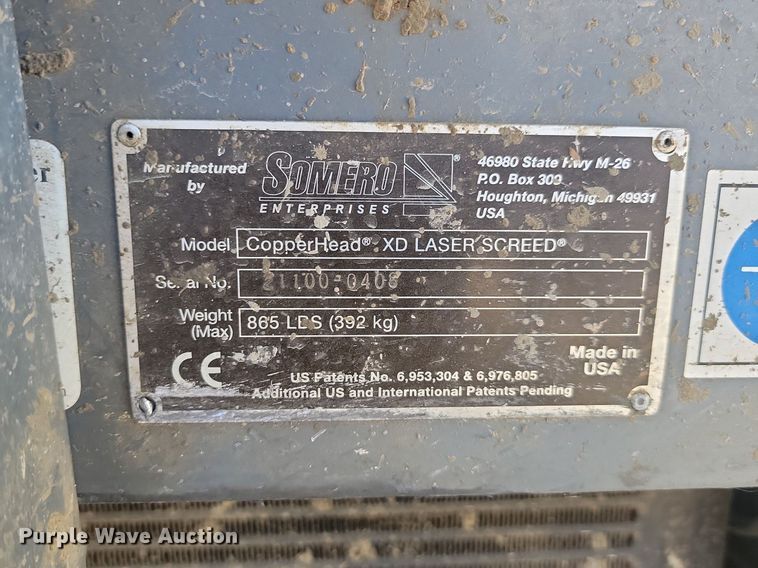 Manufactured
by
SOMERO®
ENTERPRISES
46980 State Hwy M-26
P.O. Box 309
Houghton, Michigan 49931
USA
Model CopperHead® XD LASER SCREED®
Serial No.
Weight
(Max)
865 LBS (392 kg)
CE
Made in
USA
US Patents No. 6,953,304 & 6,976,805
Additional US and International Patents Pending
er
Purple Wave Auction